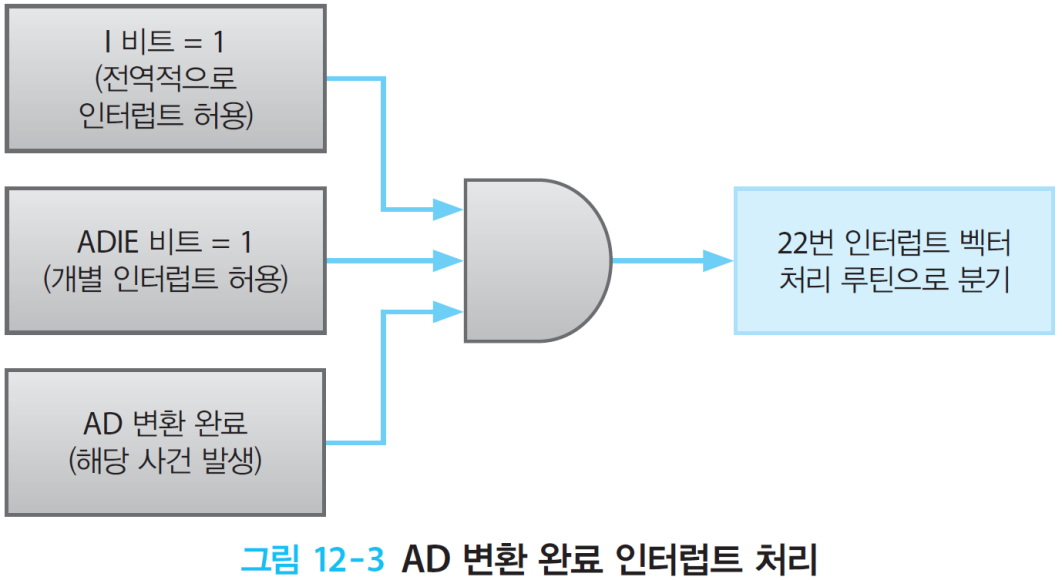 I 비트 = 1
(전역적으로
인터럽트 허용)
ADIE 비트 = 1
(개별 인터럽트 허용)
AD 변환 완료
(해당 사건 발생)
22번 인터럽트 벡터
처리 루틴으로 분기
그림 12-3 AD 변환 완료 인터럽트 처리